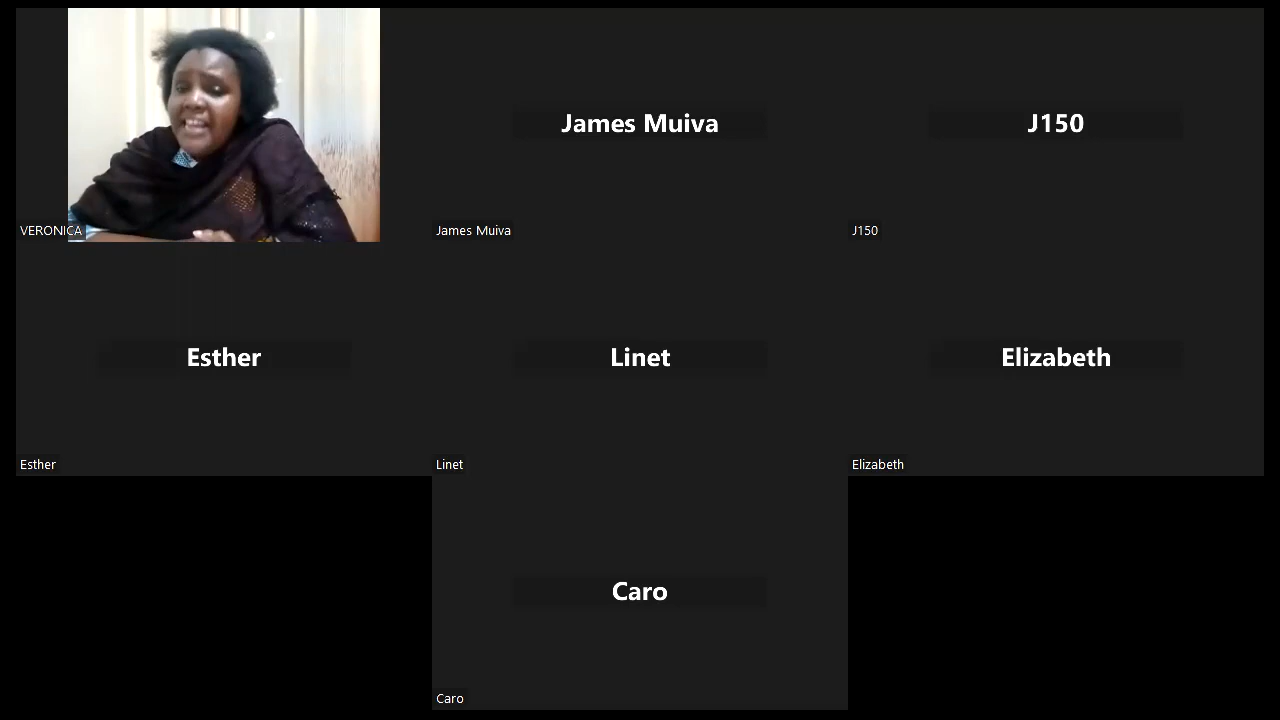 VERONICA
James Muiva
James Muiva
J150
J150
Esther
Esther
Linet
Linet
Elizabeth
Elizabeth
Caro
Caro